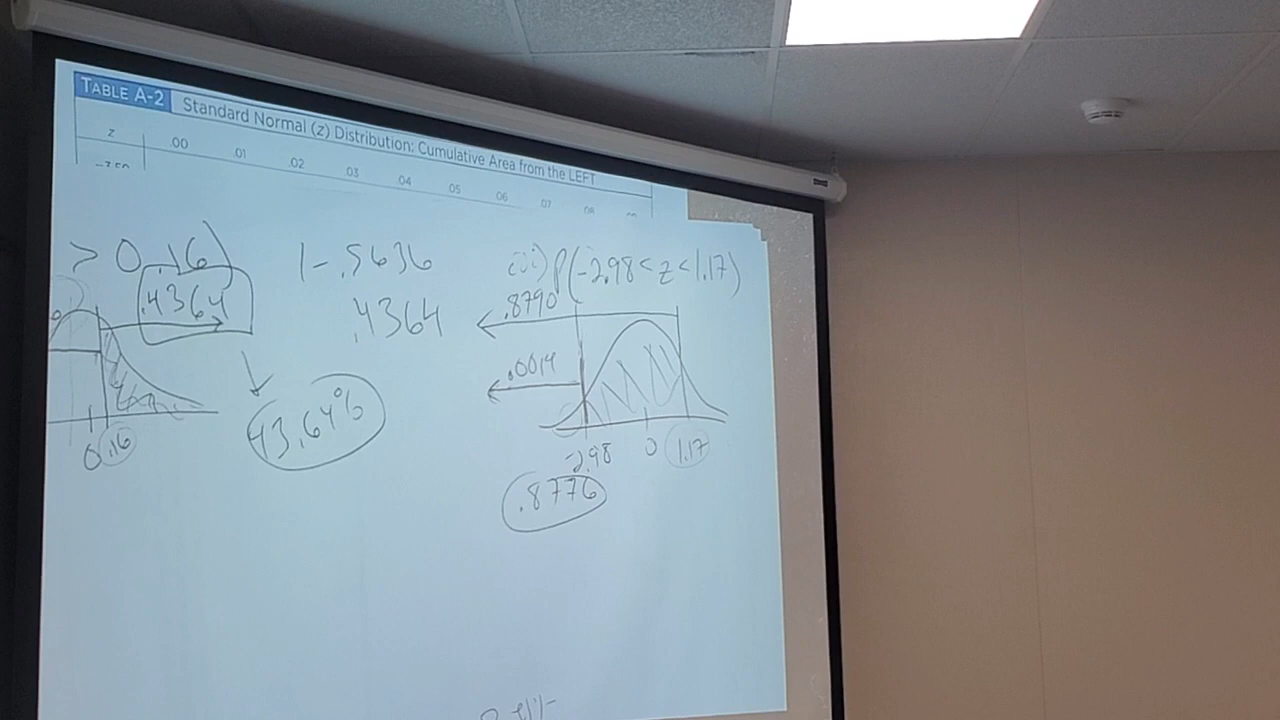 TABLE A-2 Standard Normal (z) Distribution: Cumulative Area from the LEFT
z 00 01 02 03 04 05 06 07
> 0.16)
.4364
1-.5636
.4364
43.64%
0 .16
P(-2.98<z<1.17)
.8790
.0014
-2.98 0 1.17
.8776